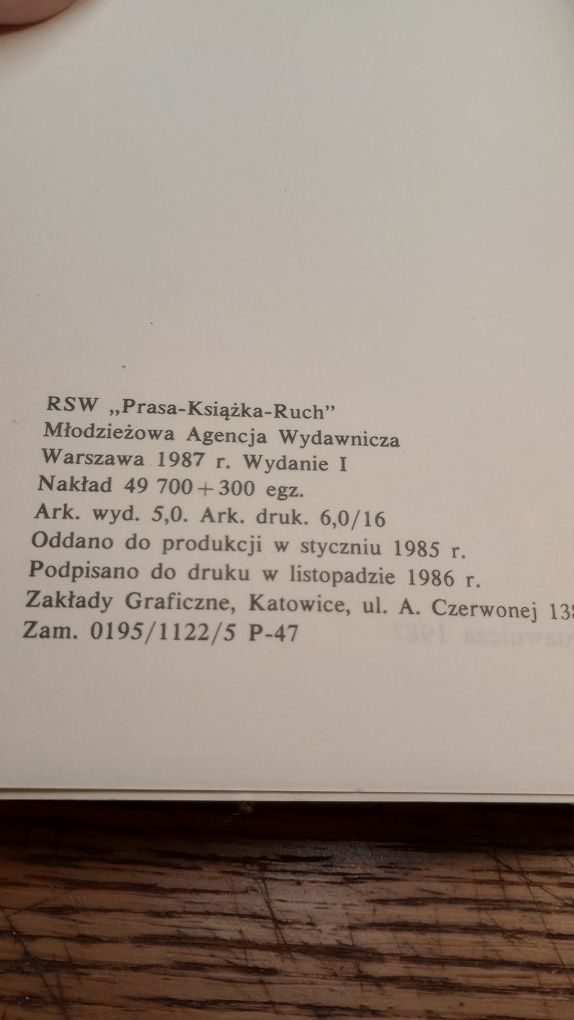 RSW „Prasa-Książka-Ruch”
Młodzieżowa Agencja Wydawnicza
Warszawa 1987 r. Wydanie I
Nakład 49 700+300 egz.
Ark. wyd. 5,0. Ark. druk. 6,0/16
Oddano do produkcji w styczniu 1985 r.
Podpisano do druku w listopadzie 1986 r.
Zakłady Graficzne, Katowice, ul. A. Czerwonej
Zam. 0195/1122/5 P-47